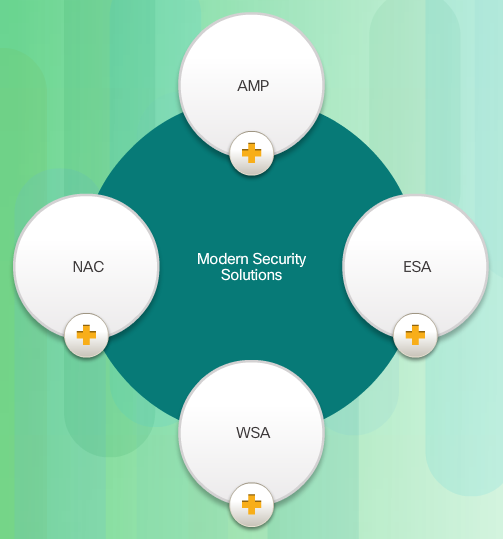 AMP
NAC
Modern Security
Solutions
ESA
WSA